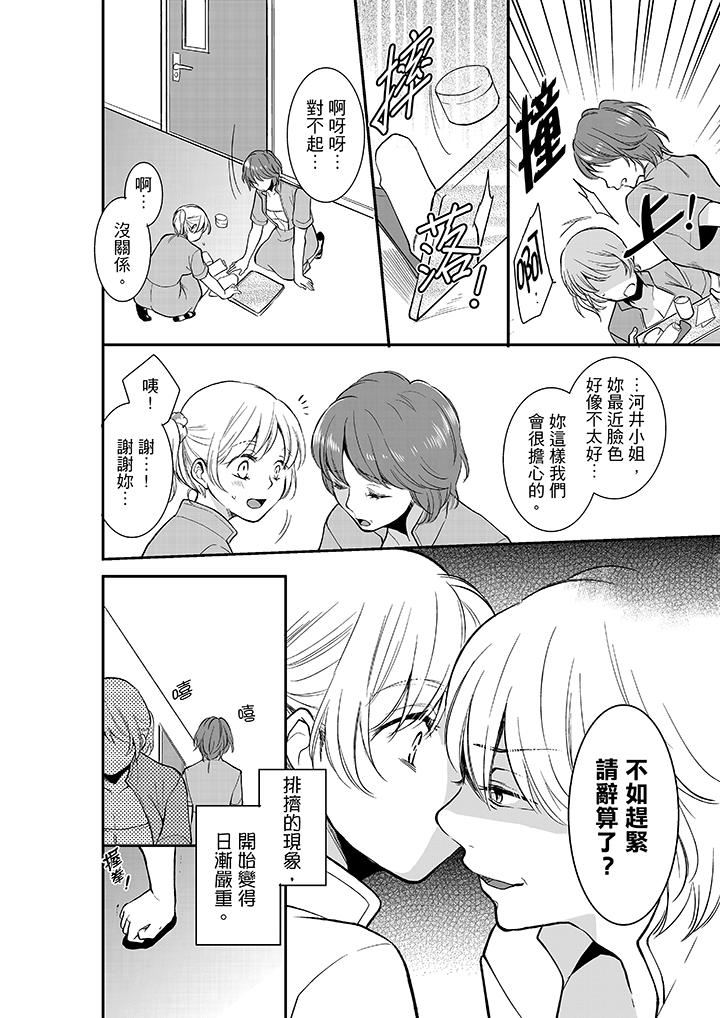 撞
上！
摔
落！
啊呀呀…
對不起…
啊…
沒關係。
…河井小姐，
妳最近臉色
好像不太好…
妳這樣我們
會很擔心的。
咦！
謝…！
謝謝妳…
不如趕緊
請辭算了？
嘻
嘻
排擠的現象，
開始變得
日漸嚴重。
握拳！